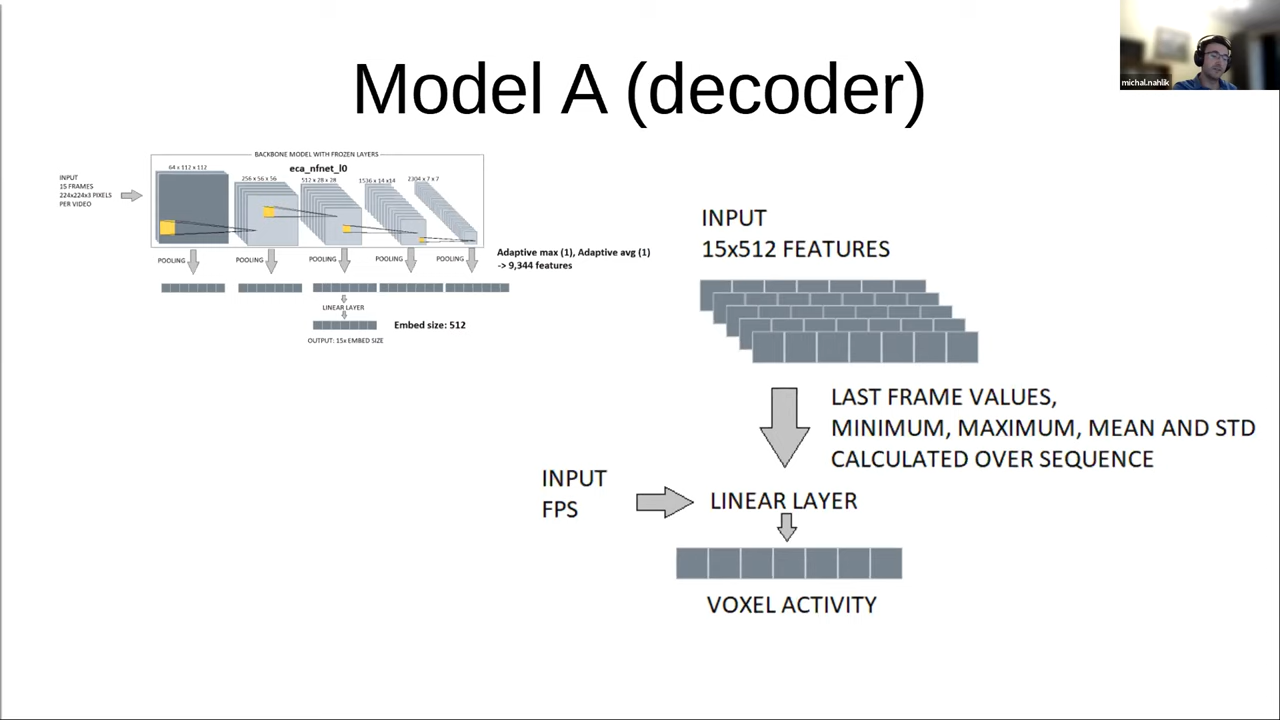 Model A (decoder)
michal.nahlik
BACKBONE MODEL WITH FROZEN LAYERS
eca_nfnet_l0
64 x 112 x 112
256 x 56 x 56
512 x 28 x 28
1536 x 14 x14
2304 x 7 x 7
INPUT
15 FRAMES
224x224x3 PIXELS
PER VIDEO
POOLING
POOLING
POOLING
POOLING
POOLING
Adaptive max (1), Adaptive avg (1)
-> 9,344 features
LINEAR LAYER
Embed size: 512
OUTPUT: 15x EMBED SIZE
INPUT
15x512 FEATURES
LAST FRAME VALUES,
MINIMUM, MAXIMUM, MEAN AND STD
CALCULATED OVER SEQUENCE
INPUT
FPS
LINEAR LAYER
VOXEL ACTIVITY